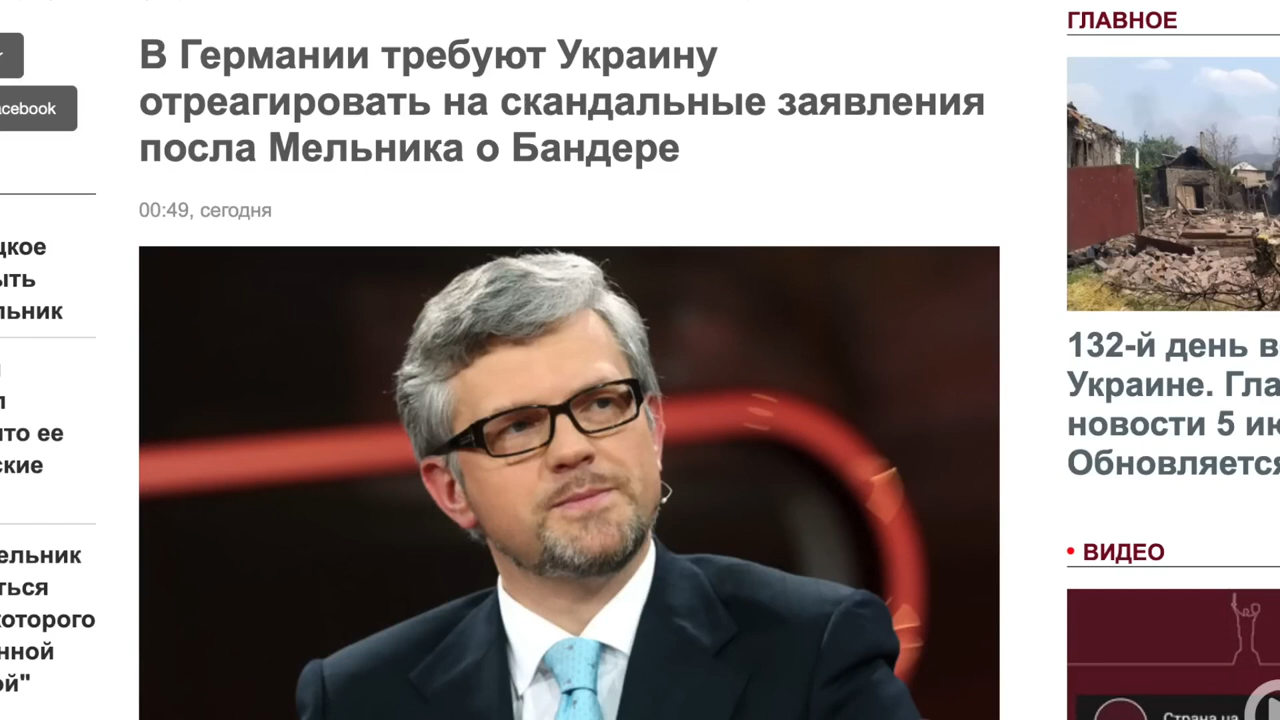 acebook
цкое
ыть
льник
л
то ее
ские
ельник
ться
которого
нной
ой"
В Германии требуют Украину
отреагировать на скандальные заявления
посла Мельника о Бандере
00:49, сегодня
ГЛАВНОЕ
132-й день в
Украине. Гла
новости 5 ию
Обновляется
• ВИДЕО
Страна.ua